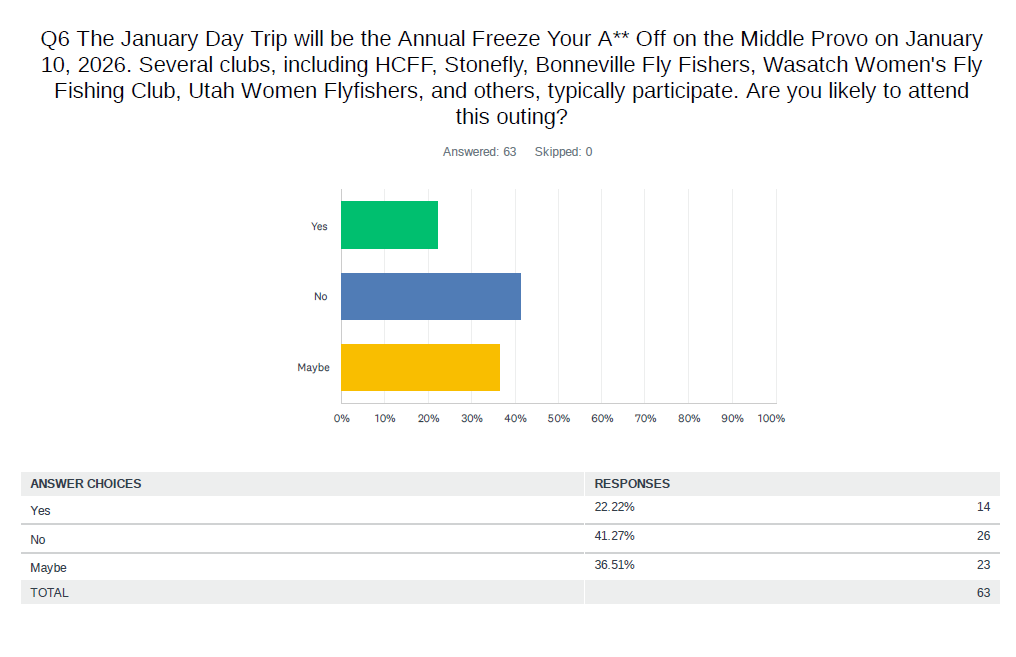 Q6 The January Day Trip will be the Annual Freeze Your A** Off on the Middle Provo on January
10, 2026. Several clubs, including HCFF, Stonefly, Bonneville Fly Fishers, Wasatch Women's Fly
Fishing Club, Utah Women Flyfishers, and others, typically participate. Are you likely to attend
this outing?
Answered: 63 Skipped: 0
Yes
No
Maybe
0% 10% 20% 30% 40% 50% 60% 70% 80% 90% 100%
ANSWER CHOICES RESPONSES
Yes 22.22% 14
No 41.27% 26
Maybe 36.51% 23
TOTAL 63